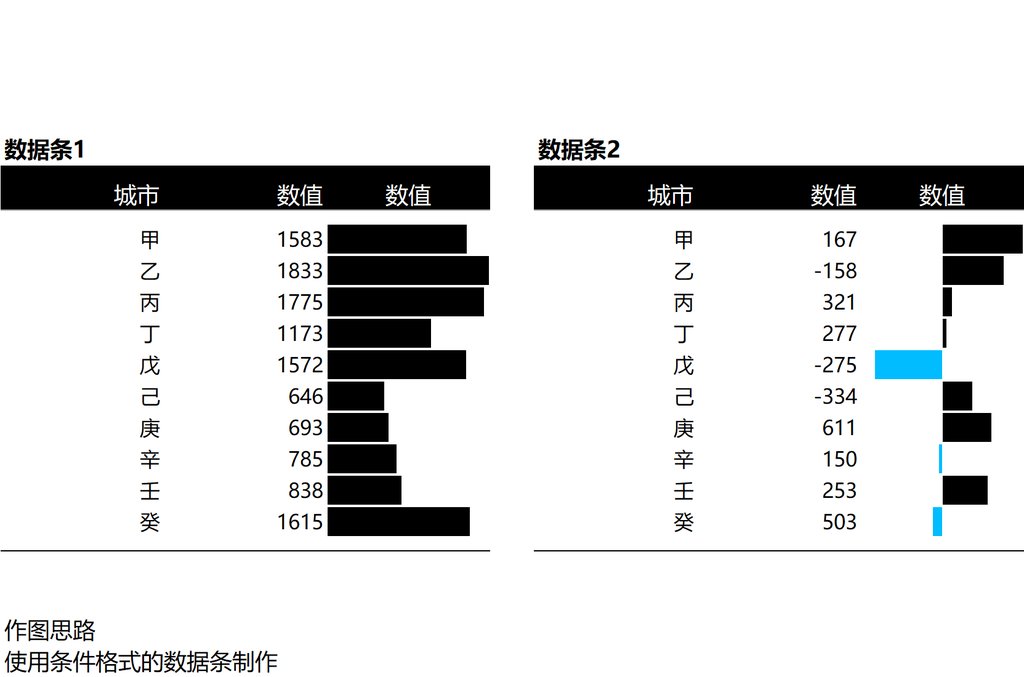 数据条1
城市 数值 数值
甲 1583
乙 1833
丙 1775
丁 1173
戊 1572
己 646
庚 693
辛 785
壬 838
癸 1615
数据条2
城市 数值 数值
甲 167
乙 -158
丙 321
丁 277
戊 -275
己 -334
庚 611
辛 150
壬 253
癸 503
作图思路
使用条件格式的数据条制作